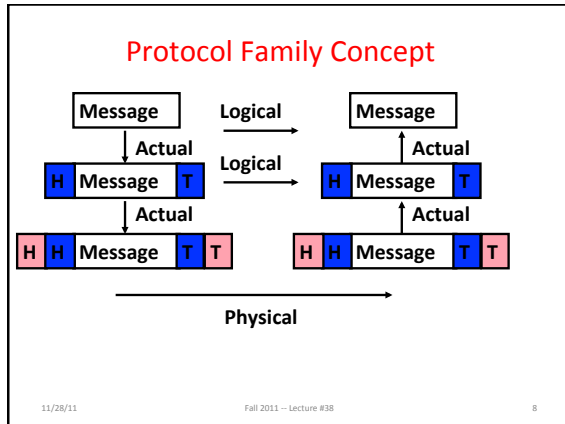 Protocol Family Concept
Message Logical Message
Actual Actual
H Message T Logical H Message T
Actual Actual
H H Message T T H H Message T T
Physical
11/28/11 Fall 2011 -- Lecture #38 8